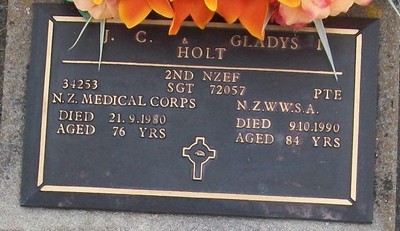 J. C. & GLADYS
HOLT
2ND NZEF
34253 SGT 72057 PTE
N.Z. MEDICAL CORPS N.Z.W.W.S.A.
DIED 21.9.1980 DIED 9.10.1990
AGED 76 YRS AGED 84 YRS